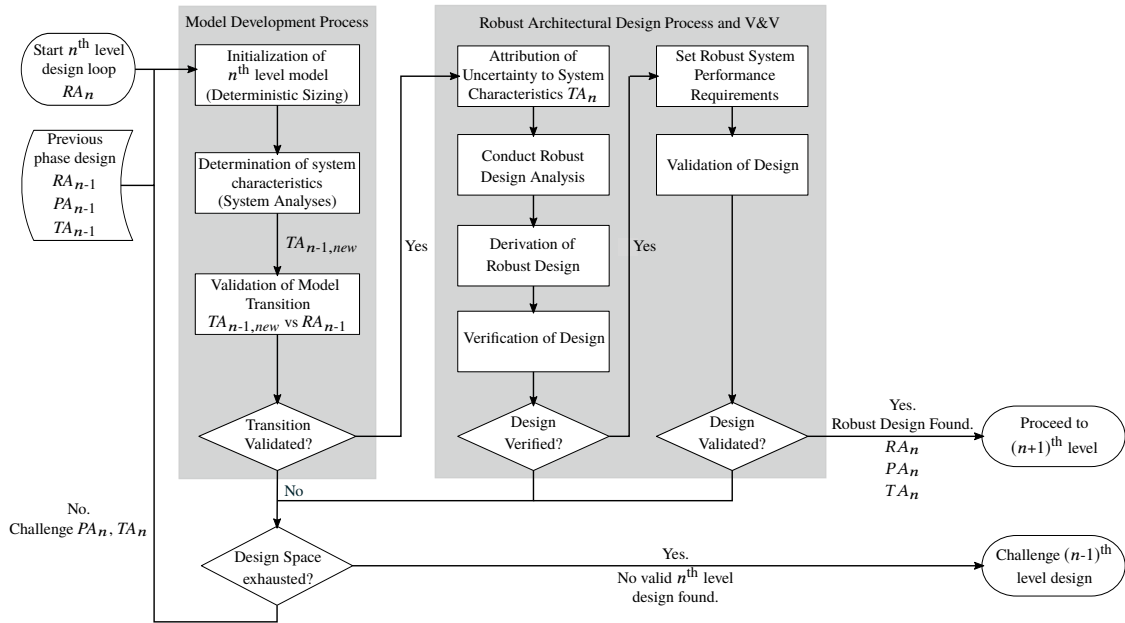 Model Development Process
Robust Architectural Design Process and V&V
Start nth level
design loop
RAn
Previous
phase design
RAn-1
PAn-1
TAn-1
Initialization of
nth level model
(Deterministic Sizing)
Determination of system
characteristics
(System Analyses)
TAn-1,new
Validation of Model
Transition
TAn-1,new vs RAn-1
Transition
Validated?
Yes
Attribution of
Uncertainty to System
Characteristics TAn
Conduct Robust
Design Analysis
Derivation of
Robust Design
Verification of Design
Design
Verified?
Yes
Set Robust System
Performance
Requirements
Validation of Design
Design
Validated?
Yes.
Robust Design Found.
RAn
PAn
TAn
Proceed to
(n+1)th level
No
No.
Challenge PAn, TAn
Design Space
exhausted?
Yes.
No valid nth level
design found.
Challenge (n-1)th
level design